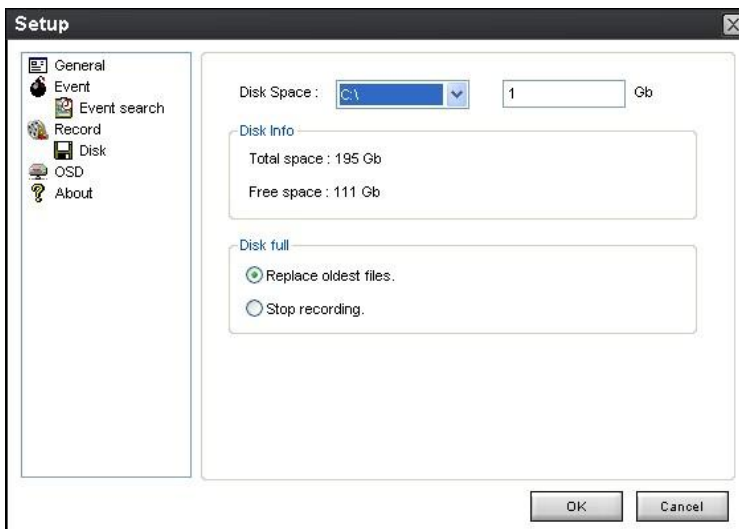 Setup
General
Event
Event search
Record
Disk
OSD
About
Disk Space : C:\ 1 Gb
Disk Info
Total space : 195 Gb
Free space : 111 Gb
Disk full
Replace oldest files.
Stop recording.
OK Cancel